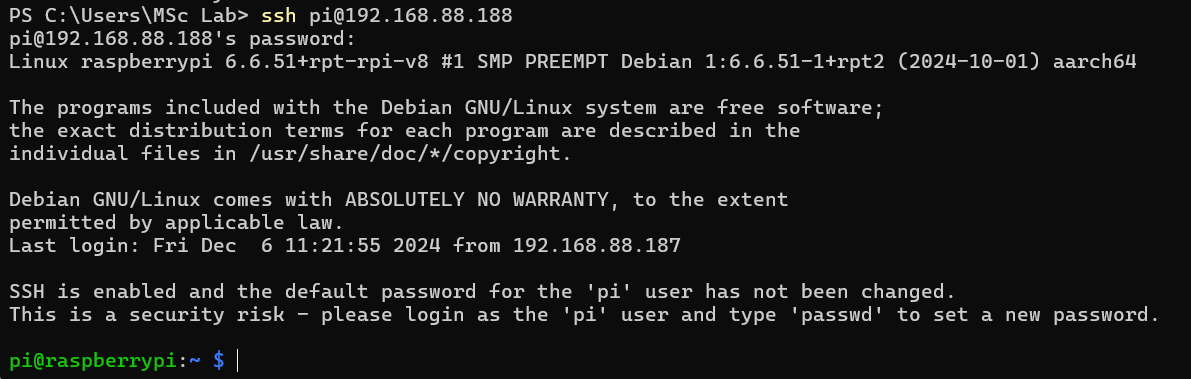 PS C:\Users\MSc Lab> ssh pi@192.168.88.188
pi@192.168.88.188's password:
Linux raspberrypi 6.6.51+rpt-rpi-v8 #1 SMP PREEMPT Debian 1:6.6.51-1+rpt2 (2024-10-01) aarch64
The programs included with the Debian GNU/Linux system are free software;
the exact distribution terms for each program are described in the
individual files in /usr/share/doc/*/copyright.
Debian GNU/Linux comes with ABSOLUTELY NO WARRANTY, to the extent
permitted by applicable law.
Last login: Fri Dec  6 11:21:55 2024 from 192.168.88.187
SSH is enabled and the default password for the 'pi' user has not been changed.
This is a security risk - please login as the 'pi' user and type 'passwd' to set a new password.
pi@raspberrypi:~ $